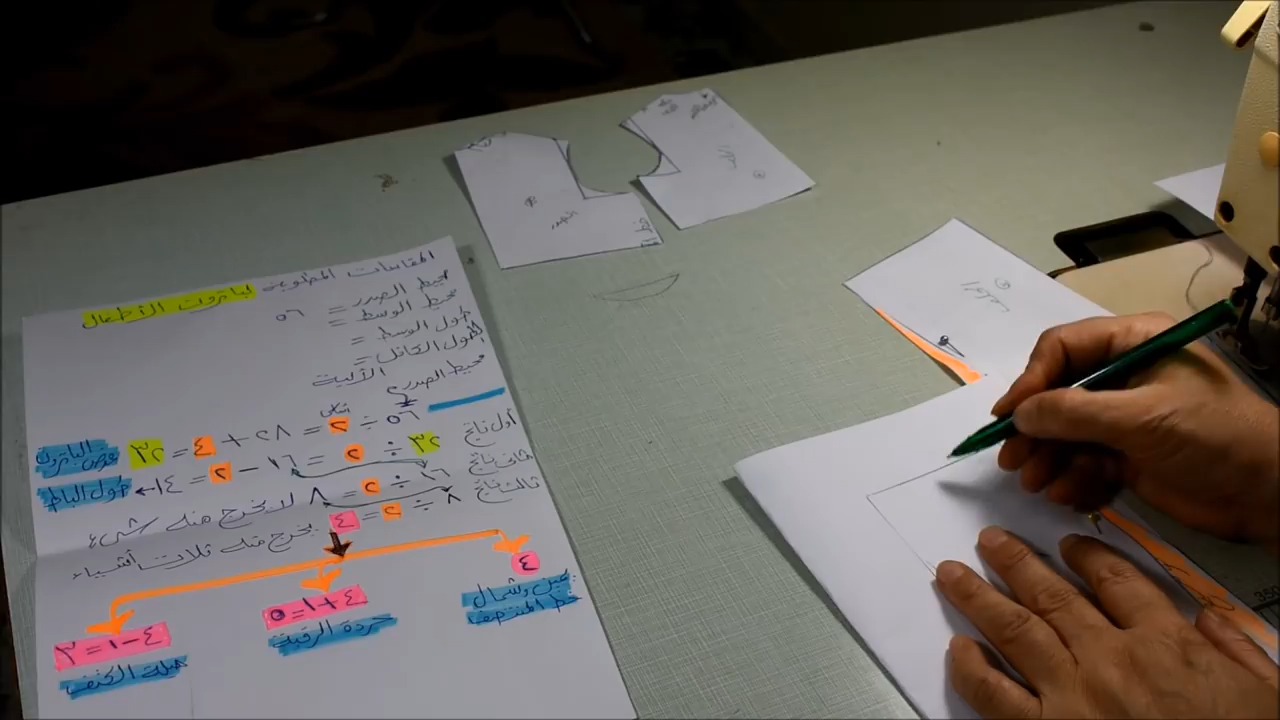 المقاسات المطلوبة لباترون الأطفال
محيط الصدر = ٥٦
محيط الوسط =
طول الوسط =
الطول الكامل =
الآلية
محيط الصدر
٥٦ ÷ ٢ = ٢٨ + ٤ = ٣٢ عرض الباترون
أول ناتج ٣٢ ÷ ٢ = ١٦ - ٢ = ١٤ طول الباط
ثاني ناتج ١٦ ÷ ٢ = ٨ لا يخرج منه شيء
ثالث ناتج ٨ ÷ ٢ = ٤ يخرج منه ثلاث أشياء
٤
يمين وشمال
خط المنتصف
٤+١=٥
حردة الرقبة
٤-١=٣
ميلة الكتف
الصدر